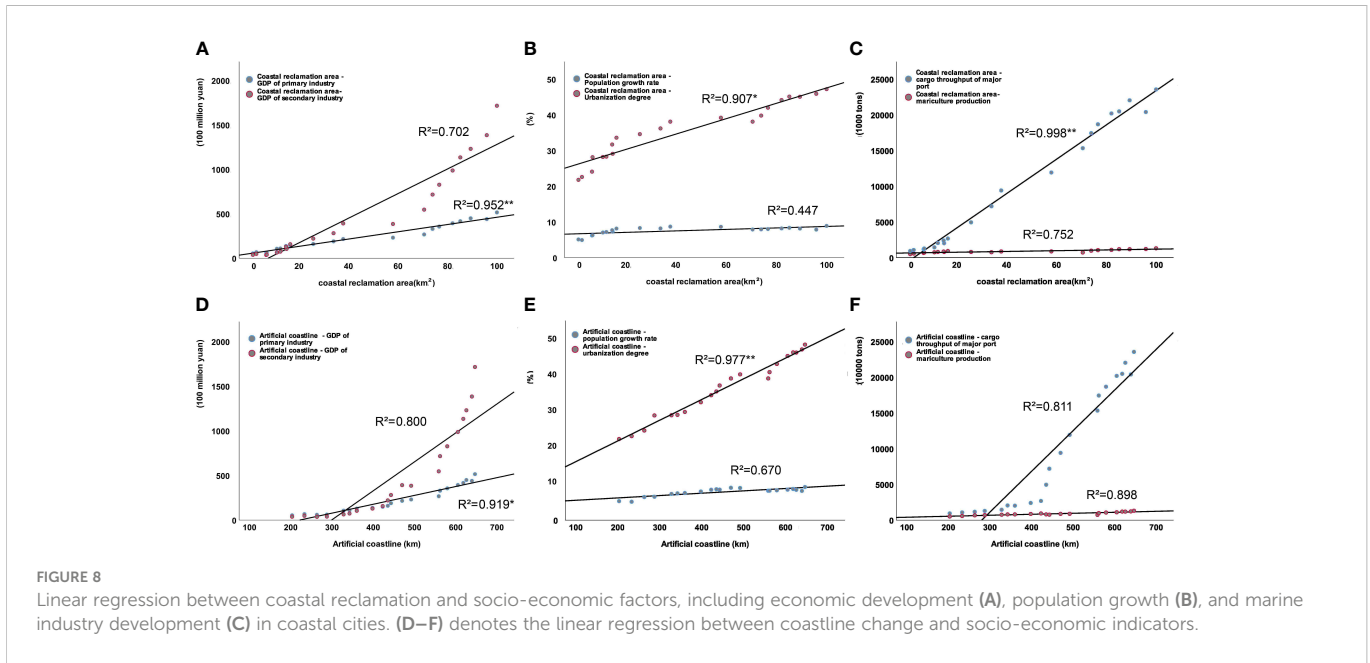 A
(100 million yuan)
2000
1500
1000
500
0
Coastal reclamation area -
GDP of primary industry
Coastal reclamation area-
GDP of secondary industry
R²=0.702
R²=0.952**
0 20 40 60 80 100
coastal reclamation area(km²)
B
(%)
50
40
30
20
10
0
Coastal reclamation area -
Population growth rate
Coastal reclamation area -
Urbanization degree
R²=0.907*
R²=0.447
0 20 40 60 80 100
coastal reclamation area(km²)
C
(1000 tons)
25000
20000
15000
10000
5000
0
Coastal reclamation area -
cargo throughput of major
port
Coastal reclamation area-
mariculture production
R²=0.998**
R²=0.752
0 20 40 60 80 100
coastal reclamation area(km²)
D
(100 million yuan)
2000
1500
1000
500
0
Artificial coastline - GDP of
primary industry
Artificial coastline - GDP of
secondary industry
R²=0.800
R²=0.919*
100 200 300 400 500 600 700
Artificial coastline (km)
E
(%)
50
40
30
20
10
0
Artificial coastline -
population growth rate
Artificial coastline -
urbanization degree
R²=0.977**
R²=0.670
100 200 300 400 500 600 700
Artificial coastline (km)
F
(10000 tons)
25000
20000
15000
10000
5000
0
Artificial coastline - cargo
throughput of major port
Artificial coastline -
mariculture production
R²=0.811
R²=0.898
100 200 300 400 500 600 700
Artificial coastline (km)
FIGURE 8
Linear regression between coastal reclamation and socio-economic factors, including economic development (A), population growth (B), and marine
industry development (C) in coastal cities. (D–F) denotes the linear regression between coastline change and socio-economic indicators.